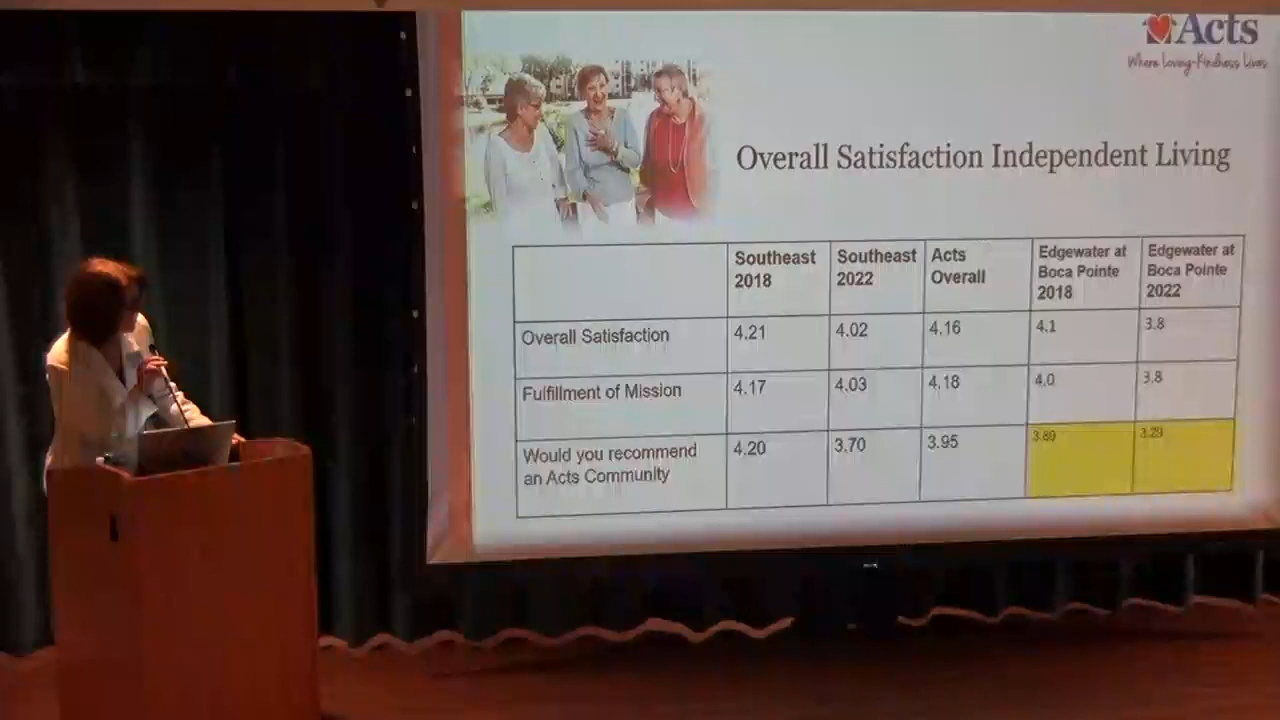 Acts
Where Loving-Kindness Lives
Overall Satisfaction Independent Living
Southeast 2018
Southeast 2022
Acts Overall
Edgewater at Boca Pointe 2018
Edgewater at Boca Pointe 2022
Overall Satisfaction 4.21 4.02 4.16 4.1 3.8
Fulfillment of Mission 4.17 4.03 4.18 4.0 3.8
Would you recommend
an Acts Community 4.20 3.70 3.95 3.89 3.29